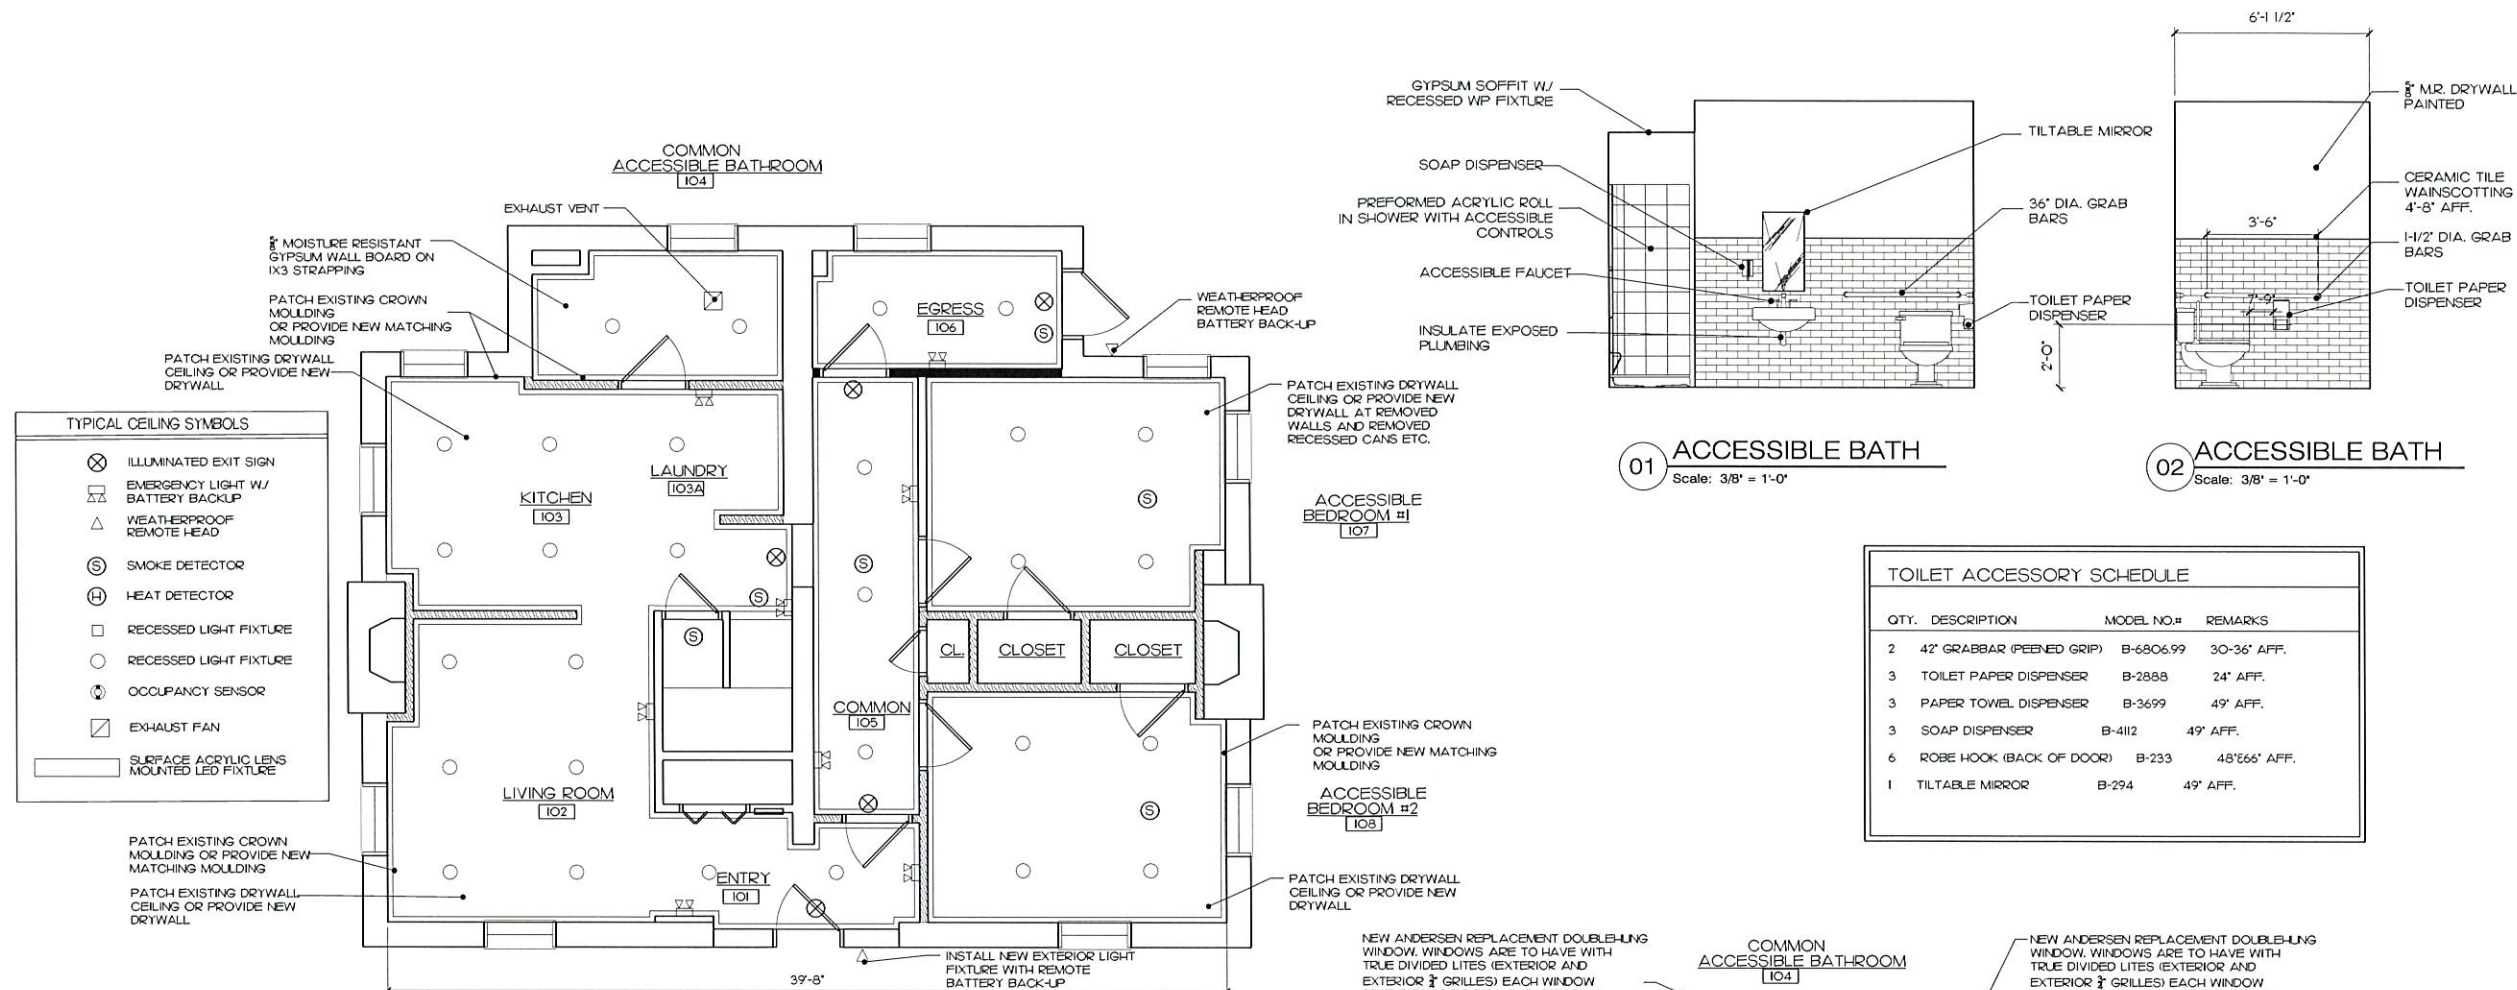 COMMON
ACCESSIBLE BATHROOM
104
EXHAUST VENT
5/8" MOISTURE RESISTANT
GYPSUM WALL BOARD ON
1X3 STRAPPING
PATCH EXISTING CROWN
MOULDING
OR PROVIDE NEW MATCHING
MOULDING
PATCH EXISTING DRYWALL
CEILING OR PROVIDE NEW
DRYWALL
EGRESS
106
WEATHERPROOF
REMOTE HEAD
BATTERY BACK-UP
PATCH EXISTING DRYWALL
CEILING OR PROVIDE NEW
DRYWALL AT REMOVED
WALLS AND REMOVED
RECESSED CANS ETC.
TYPICAL CEILING SYMBOLS
ILLUMINATED EXIT SIGN
EMERGENCY LIGHT W./
BATTERY BACKUP
WEATHERPROOF
REMOTE HEAD
S SMOKE DETECTOR
H HEAT DETECTOR
RECESSED LIGHT FIXTURE
RECESSED LIGHT FIXTURE
OCCUPANCY SENSOR
EXHAUST FAN
SURFACE ACRYLIC LENS
MOUNTED LED FIXTURE
LAUNDRY
103A
KITCHEN
103
S
S
S
S
S
S
ACCESSIBLE
BEDROOM #1
107
CL.
CLOSET
CLOSET
COMMON
105
LIVING ROOM
102
PATCH EXISTING CROWN
MOULDING
OR PROVIDE NEW MATCHING
MOULDING
ACCESSIBLE
BEDROOM #2
108
PATCH EXISTING CROWN
MOULDING OR PROVIDE NEW
MATCHING MOULDING
PATCH EXISTING DRYWALL
CEILING OR PROVIDE NEW
DRYWALL
ENTRY
101
PATCH EXISTING DRYWALL
CEILING OR PROVIDE NEW
DRYWALL
INSTALL NEW EXTERIOR LIGHT
FIXTURE WITH REMOTE
BATTERY BACK-UP
39'-8"
GYPSUM SOFFIT W./
RECESSED WP FIXTURE
SOAP DISPENSER
PREFORMED ACRYLIC ROLL
IN SHOWER WITH ACCESSIBLE
CONTROLS
ACCESSIBLE FAUCET
INSULATE EXPOSED
PLUMBING
TILTABLE MIRROR
36" DIA. GRAB
BARS
TOILET PAPER
DISPENSER
2'-0"
01 ACCESSIBLE BATH
Scale: 3/8" = 1'-0"
6'-1 1/2"
5/8" M.R. DRYWALL
PAINTED
CERAMIC TILE
WAINSCOTTING
4'-8" AFF.
3'-6"
1-1/2" DIA. GRAB
BARS
7'-9"
TOILET PAPER
DISPENSER
02 ACCESSIBLE BATH
Scale: 3/8" = 1'-0"
TOILET ACCESSORY SCHEDULE
QTY. DESCRIPTION MODEL NO.# REMARKS
2 42" GRABBAR (PEENED GRIP) B-6806.99 30-36" AFF.
3 TOILET PAPER DISPENSER B-2888 24" AFF.
3 PAPER TOWEL DISPENSER B-3699 49" AFF.
3 SOAP DISPENSER B-4112 49" AFF.
6 ROBE HOOK (BACK OF DOOR) B-233 48"&66" AFF.
1 TILTABLE MIRROR B-294 49" AFF.
NEW ANDERSEN REPLACEMENT DOUBLEHUNG
WINDOW. WINDOWS ARE TO HAVE WITH
TRUE DIVIDED LITES (EXTERIOR AND
EXTERIOR 3/4" GRILLES) EACH WINDOW
COMMON
ACCESSIBLE BATHROOM
104
NEW ANDERSEN REPLACEMENT DOUBLEHUNG
WINDOW. WINDOWS ARE TO HAVE WITH
TRUE DIVIDED LITES (EXTERIOR AND
EXTERIOR 3/4" GRILLES) EACH WINDOW